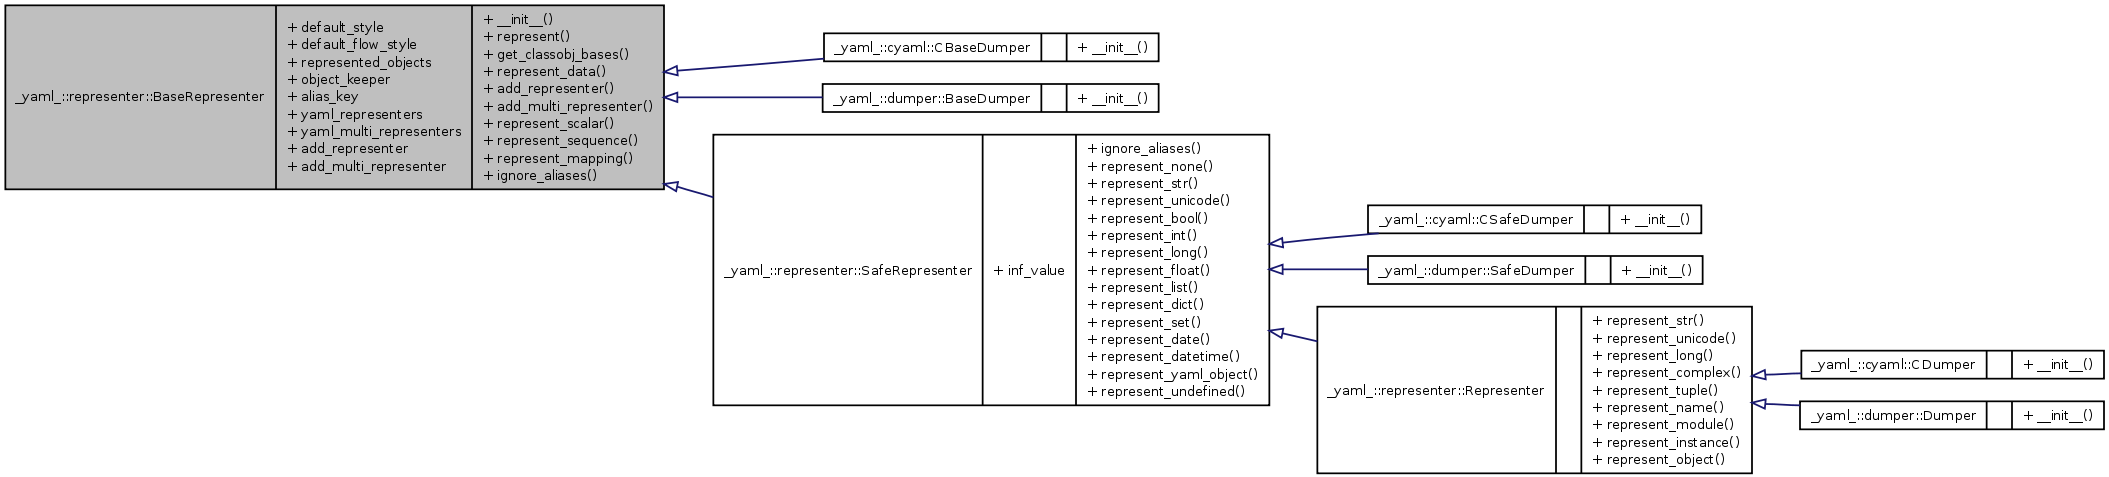 _yaml_::representer::BaseRepresenter
+ default_style
+ default_flow_style
+ represented_objects
+ object_keeper
+ alias_key
+ yaml_representers
+ yaml_multi_representers
+ add_representer
+ add_multi_representer
+ __init__()
+ represent()
+ get_classobj_bases()
+ represent_data()
+ add_representer()
+ add_multi_representer()
+ represent_scalar()
+ represent_sequence()
+ represent_mapping()
+ ignore_aliases()
_yaml_::cyaml::CBaseDumper
+ __init__()
_yaml_::dumper::BaseDumper
+ __init__()
_yaml_::representer::SafeRepresenter
+ inf_value
+ ignore_aliases()
+ represent_none()
+ represent_str()
+ represent_unicode()
+ represent_bool()
+ represent_int()
+ represent_long()
+ represent_float()
+ represent_list()
+ represent_dict()
+ represent_set()
+ represent_date()
+ represent_datetime()
+ represent_yaml_object()
+ represent_undefined()
_yaml_::cyaml::CSafeDumper
+ __init__()
_yaml_::dumper::SafeDumper
+ __init__()
_yaml_::representer::Representer
+ represent_str()
+ represent_unicode()
+ represent_long()
+ represent_complex()
+ represent_tuple()
+ represent_name()
+ represent_module()
+ represent_instance()
+ represent_object()
_yaml_::cyaml::CDumper
+ __init__()
_yaml_::dumper::Dumper
+ __init__()